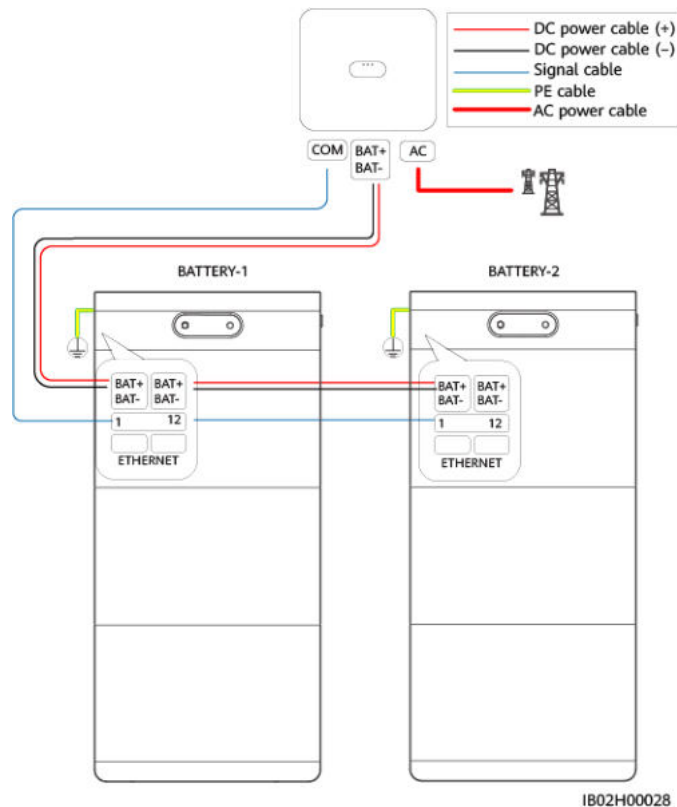 DC power cable (+)
DC power cable (−)
Signal cable
PE cable
AC power cable
COM
BAT+
BAT-
AC
BATTERY-1
BATTERY-2
BAT+ BAT+
BAT- BAT-
1 12
ETHERNET
BAT+ BAT+
BAT- BAT-
1 12
ETHERNET
IB02H00028